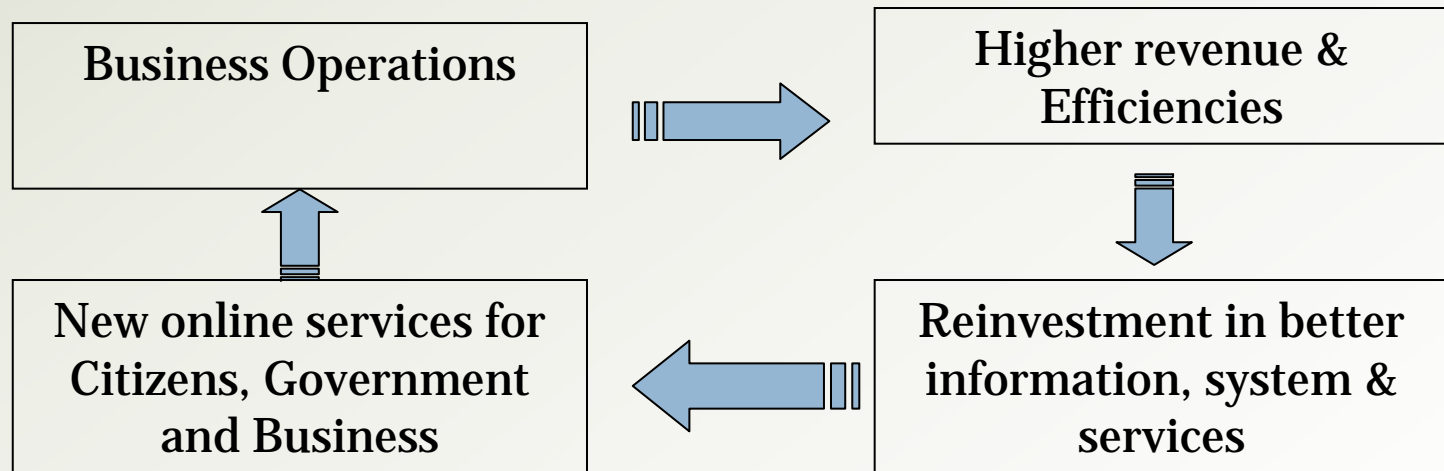 Business Operations
Higher revenue &
Efficiencies
New online services for
Citizens, Government
and Business
Reinvestment in better
information, system &
services